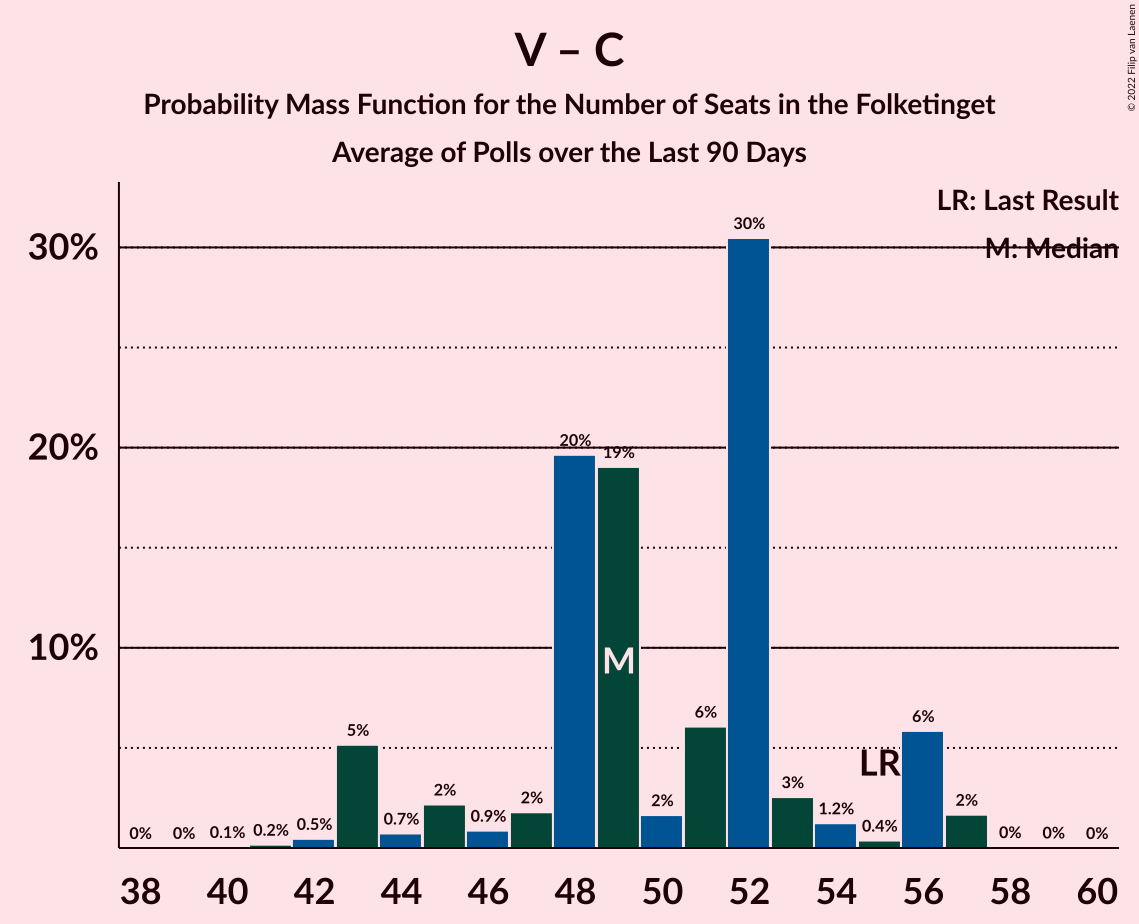 V – C
Probability Mass Function for the Number of Seats in the Folketinget
Average of Polls over the Last 90 Days
© 2022 Filip van Laenen
LR: Last Result
M: Median
30%
20%
10%
0% 0% 0.1% 0.2% 0.5% 5% 0.7% 2% 0.9% 2% 20% 19% 2% 6% 30% 3% 1.2% 0.4% 6% 2% 0% 0% 0%
M
LR
38 40 42 44 46 48 50 52 54 56 58 60